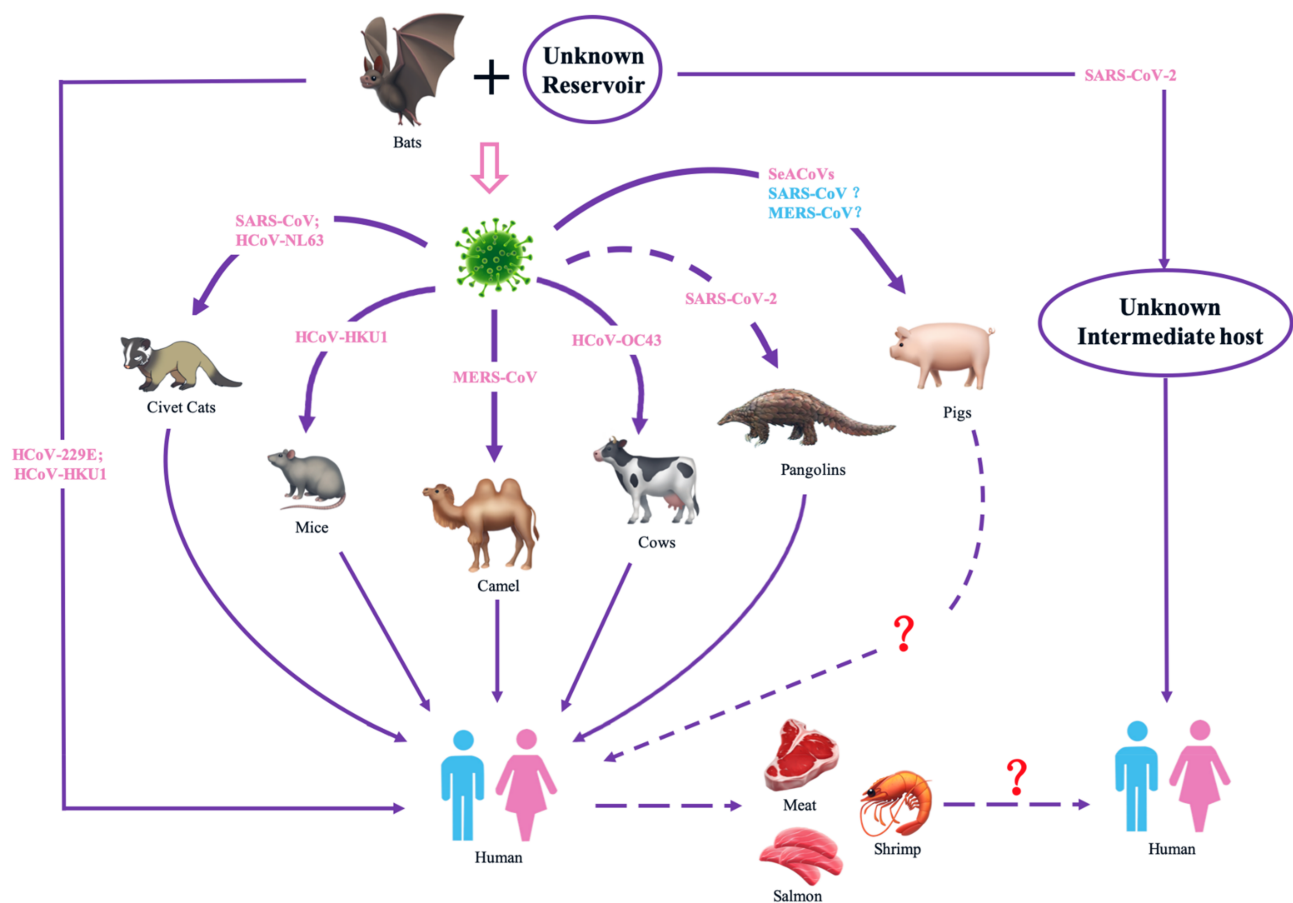 Unknown
Reservoir
SARS-CoV-2
Bats
SeACoVs
SARS-CoV ?
MERS-CoV?
SARS-CoV;
HCoV-NL63
SARS-CoV-2
HCoV-HKU1
HCoV-OC43
MERS-CoV
Unknown
Intermediate host
Civet Cats
Pigs
HCoV-229E;
HCoV-HKU1
Pangolins
Mice
Cows
Camel
?
?
Meat
Shrimp
Human
Human
Salmon